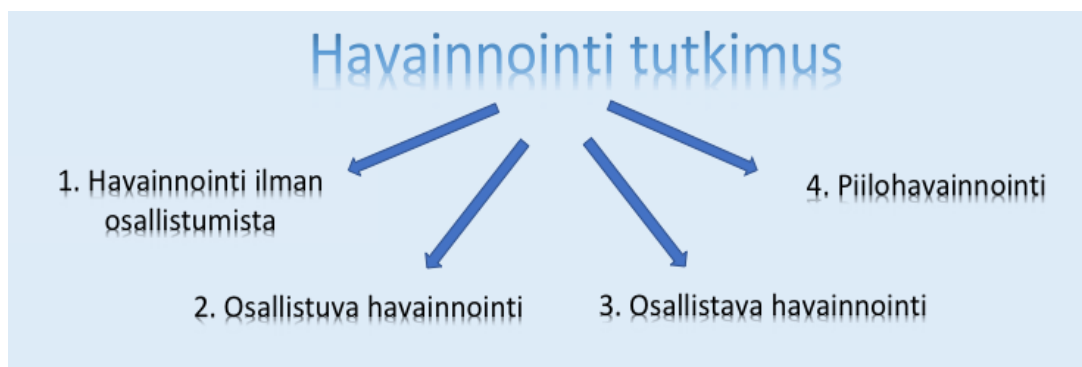 Havainnointi tutkimus
1. Havainnointi ilman
osallistumista
2. Osallistuva havainnointi
3. Osallistava havainnointi
4. Piilohavainnointi